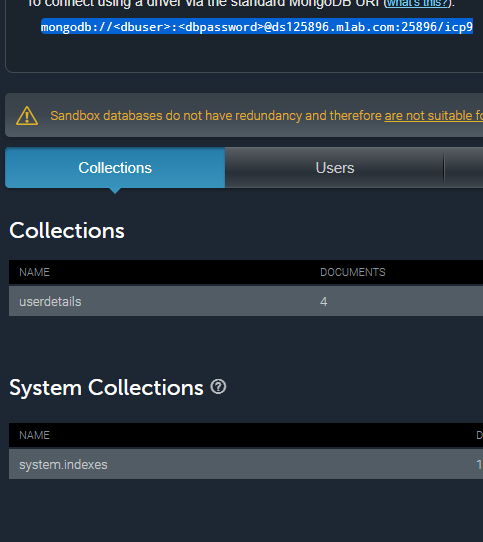 To connect using a driver via the standard MongoDB URI (what's this?):
mongodb://<dbuser>:<dbpassword>@ds125896.mlab.com:25896/icp9
Sandbox databases do not have redundancy and therefore are not suitable fo
Collections Users
Collections
NAME DOCUMENTS
userdetails 4
System Collections ?
NAME D
system.indexes 1